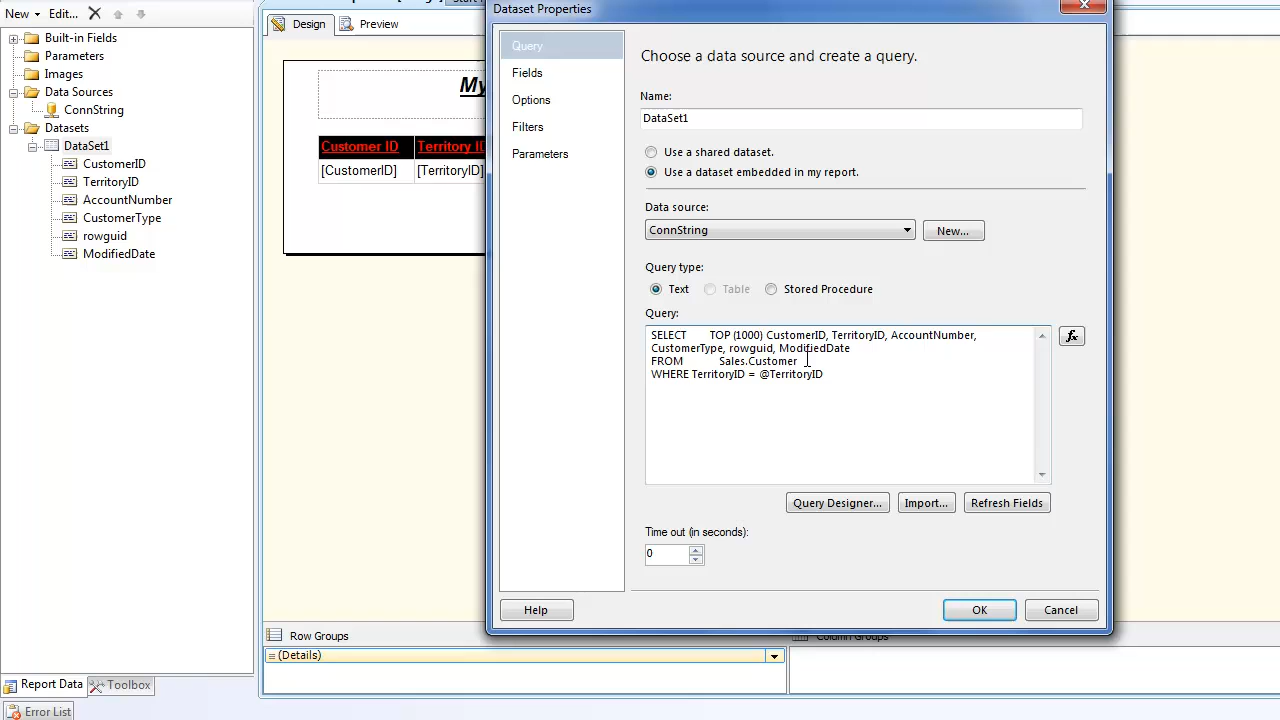 Dataset Properties
New Edit...
Design Preview
Built-in Fields
Parameters
Images
Data Sources
ConnString
Datasets
DataSet1
CustomerID
TerritoryID
AccountNumber
CustomerType
rowguid
ModifiedDate
My
Customer ID Territory ID
[CustomerID] [TerritoryID]
Query
Fields
Options
Filters
Parameters
Choose a data source and create a query.
Name:
DataSet1
Use a shared dataset.
Use a dataset embedded in my report.
Data source:
ConnString New...
Query type:
Text Table Stored Procedure
Query:
SELECT TOP (1000) CustomerID, TerritoryID, AccountNumber,
CustomerType, rowguid, ModifiedDate
FROM Sales.Customer
WHERE TerritoryID = @TerritoryID
fx
Query Designer... Import... Refresh Fields
Time out (in seconds):
0
Help OK Cancel
Row Groups Column Groups
(Details)
Report Data Toolbox
Error List